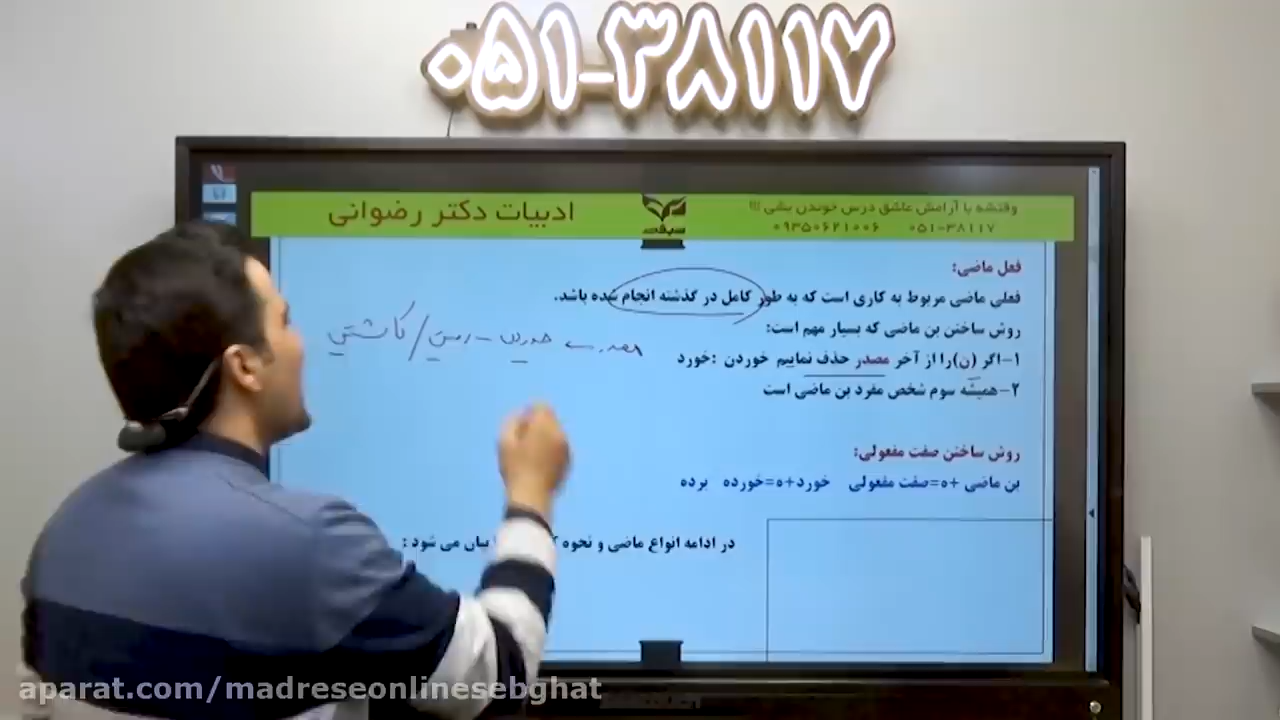 ۰۵۱-۳۸۱۱۷
وقتشه با آرامش عاشق درس خوندن بشی !!!
۰۵۱-۳۸۱۱۷ ۰۹۳۵۰۶۲۱۰۰۶
سبقت
ادبیات دکتر رضوانی
فعل ماضی:
فعلی ماضی مربوط به کاری است که به طور کامل در گذشته انجام شده باشد.
روش ساختن بن ماضی که بسیار مهم است:
۱-اگر (ن)را از آخر مصدر حذف نماییم خوردن :خورد
۲-همیشه سوم شخص مفرد بن ماضی است
مصدر
روش ساختن صفت مفعولی:
بن ماضی +ه=صفت مفعولی خورد+ه=خورده برده
در ادامه انواع ماضی و نحوه بیان می شود :
aparat.com/madreseonlinesebghat